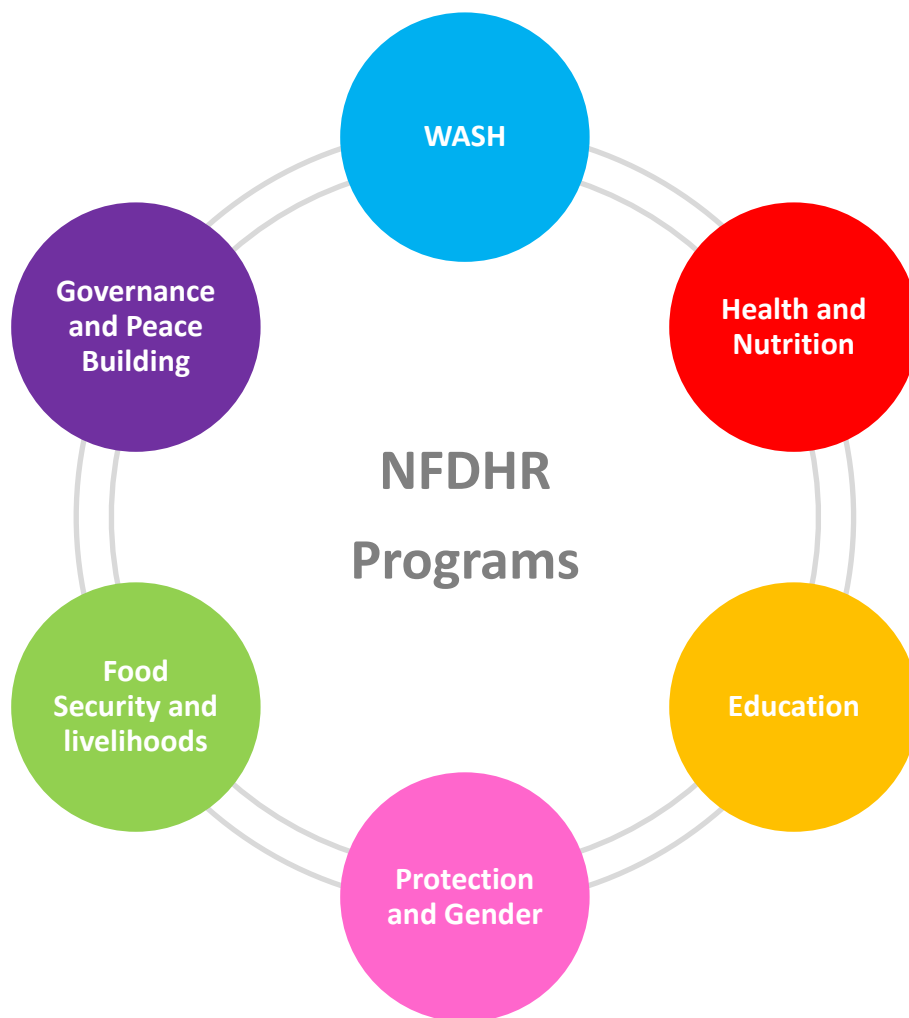 WASH
Health and
Nutrition
Education
Protection
and Gender
Food
Security and
livelihoods
Governance
and Peace
Building
NFDHR
Programs